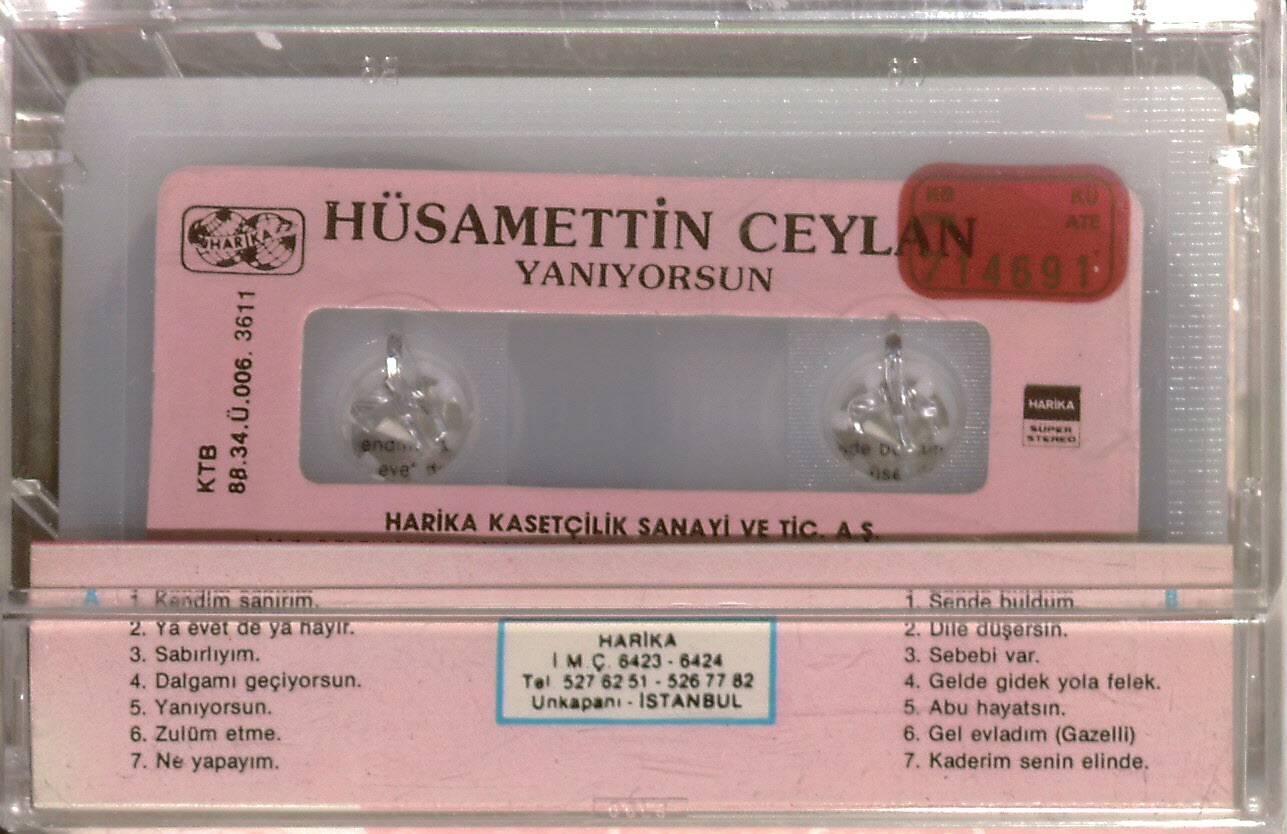 HÜSAMETTİN CEYLAN
YANIYORSUN
HARİKA
714691
KTB
88.34.Ü.006. 3611
HARİKA
SÜPER
STEREO
HARİKA KASETÇİLİK SANAYİ VE TİC. A.Ş.
A
1. Kendim sanırım.
2. Ya evet de ya hayır.
3. Sabırlıyım.
4. Dalgamı geçiyorsun.
5. Yanıyorsun.
6. Zulüm etme.
7. Ne yapayım.
HARİKA
İ M.Ç. 6423 - 6424
Tel 527 62 51 - 526 77 82
Unkapanı - İSTANBUL
B
1. Sende buldum.
2. Dile düşersin.
3. Sebebi var.
4. Gelde gidek yola felek.
5. Abu hayatsın.
6. Gel evladım (Gazelli)
7. Kaderim senin elinde.